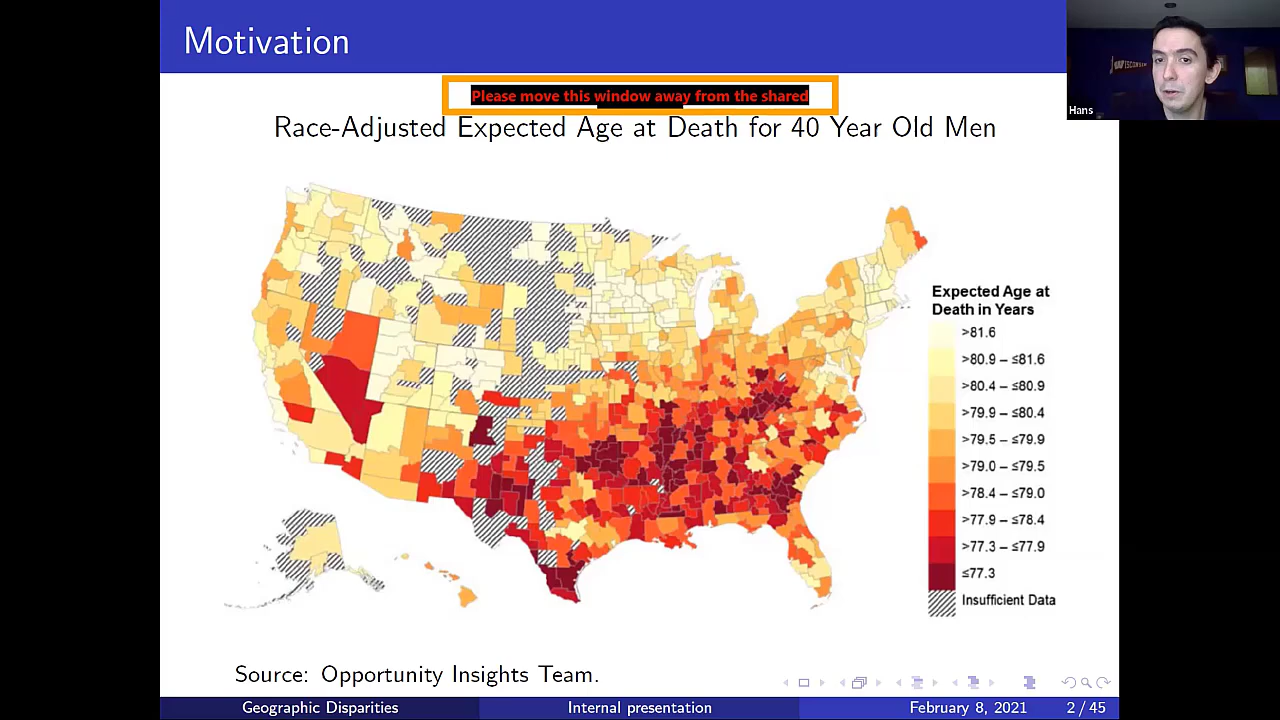 Motivation
Please move this window away from the shared
Race-Adjusted Expected Age at Death for 40 Year Old Men
WISCONSIN
Hans
Expected Age at
Death in Years
>81.6
>80.9 – ≤81.6
>80.4 – ≤80.9
>79.9 – ≤80.4
>79.5 – ≤79.9
>79.0 – ≤79.5
>78.4 – ≤79.0
>77.9 – ≤78.4
>77.3 – ≤77.9
≤77.3
Insufficient Data
Source: Opportunity Insights Team.
Geographic Disparities Internal presentation February 8, 2021 2 / 45